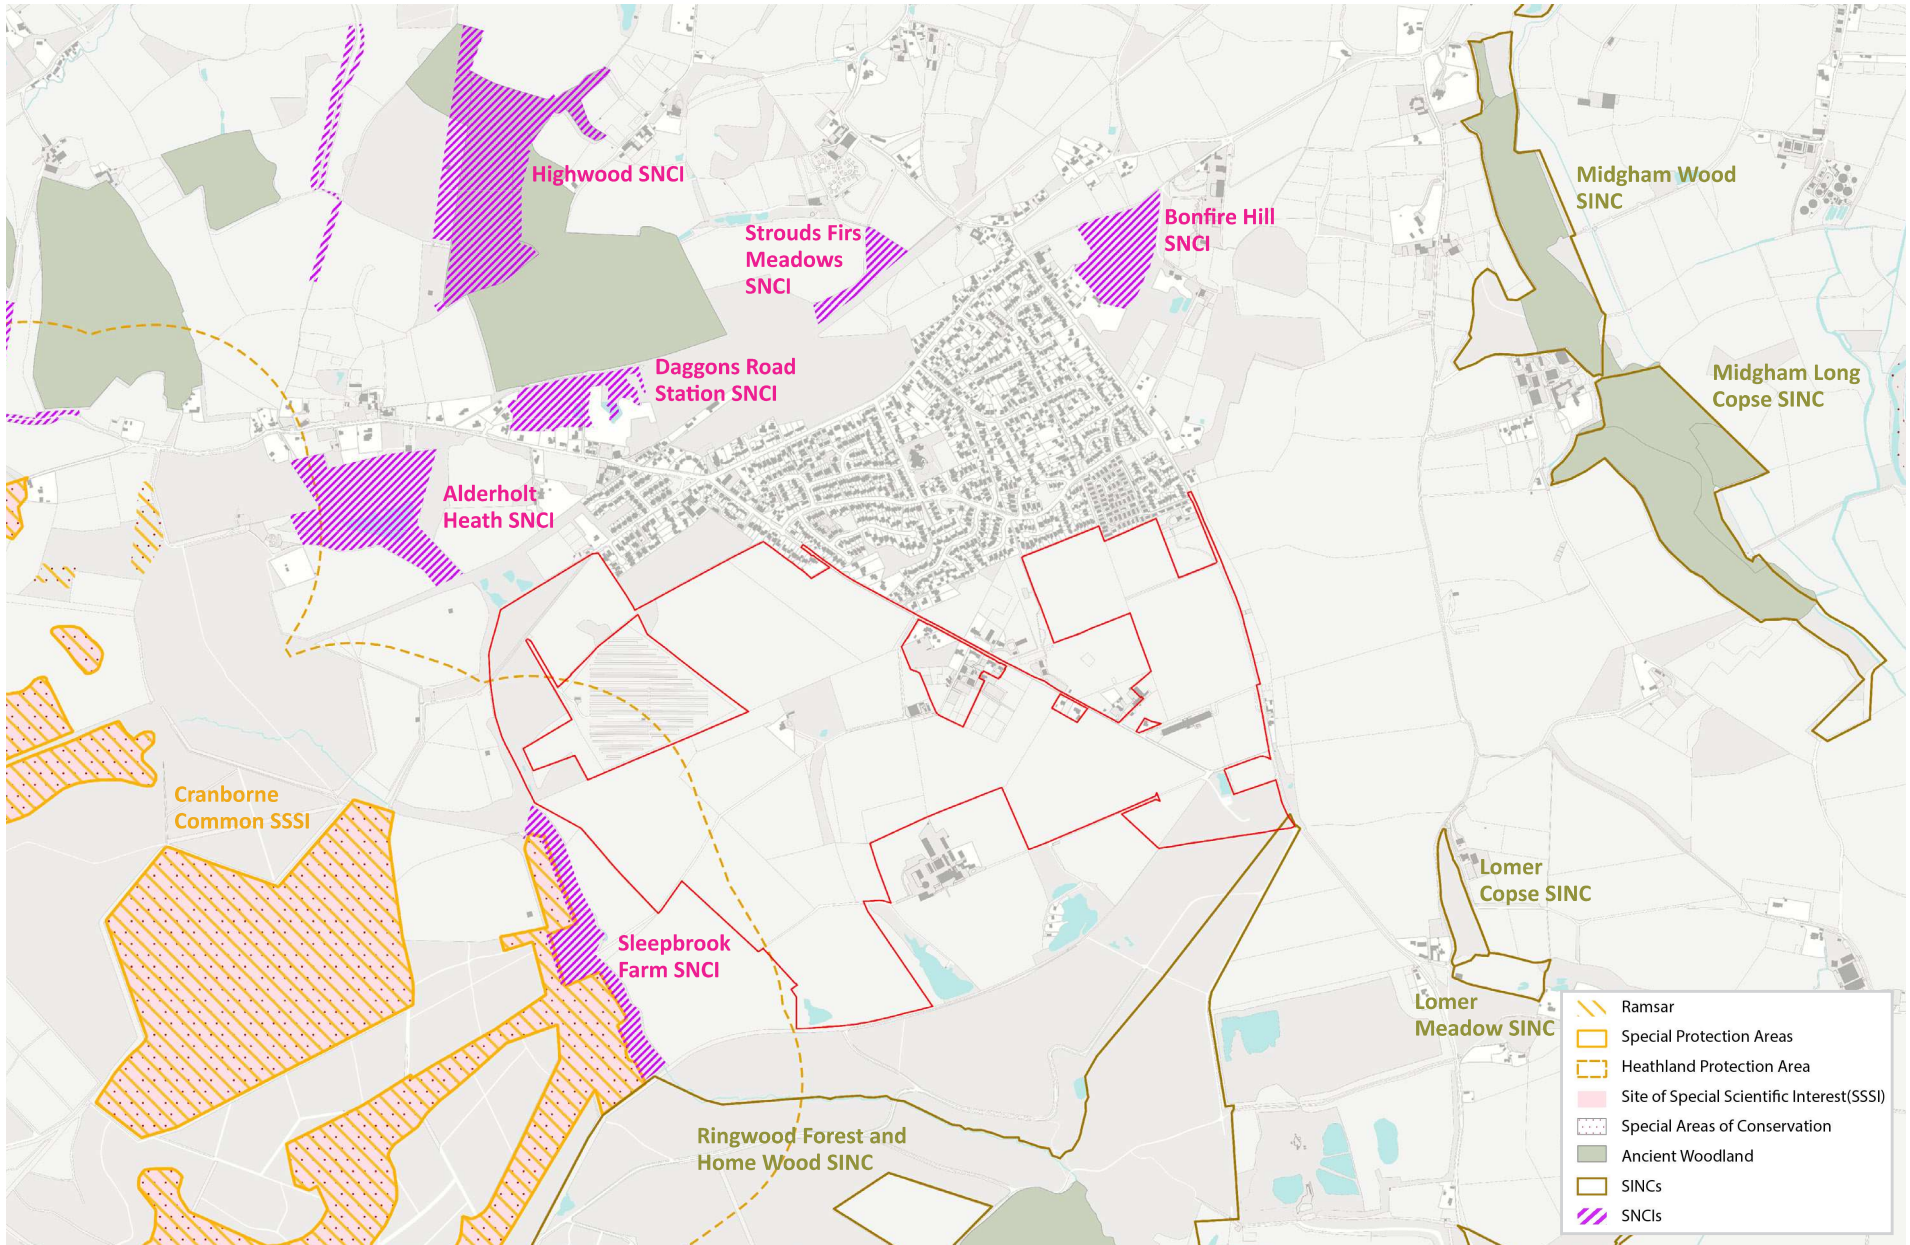 Highwood SNCI
Strouds Firs
Meadows
SNCI
Bonfire Hill
SNCI
Midgham Wood
SINC
Daggons Road
Station SNCI
Midgham Long
Copse SINC
Alderholt
Heath SNCI
Cranborne
Common SSSI
Lomer
Copse SINC
Sleepbrook
Farm SNCI
Lomer
Meadow SINC
Ringwood Forest and
Home Wood SINC
Ramsar
Special Protection Areas
Heathland Protection Area
Site of Special Scientific Interest(SSSI)
Special Areas of Conservation
Ancient Woodland
SINCs
SNCIs